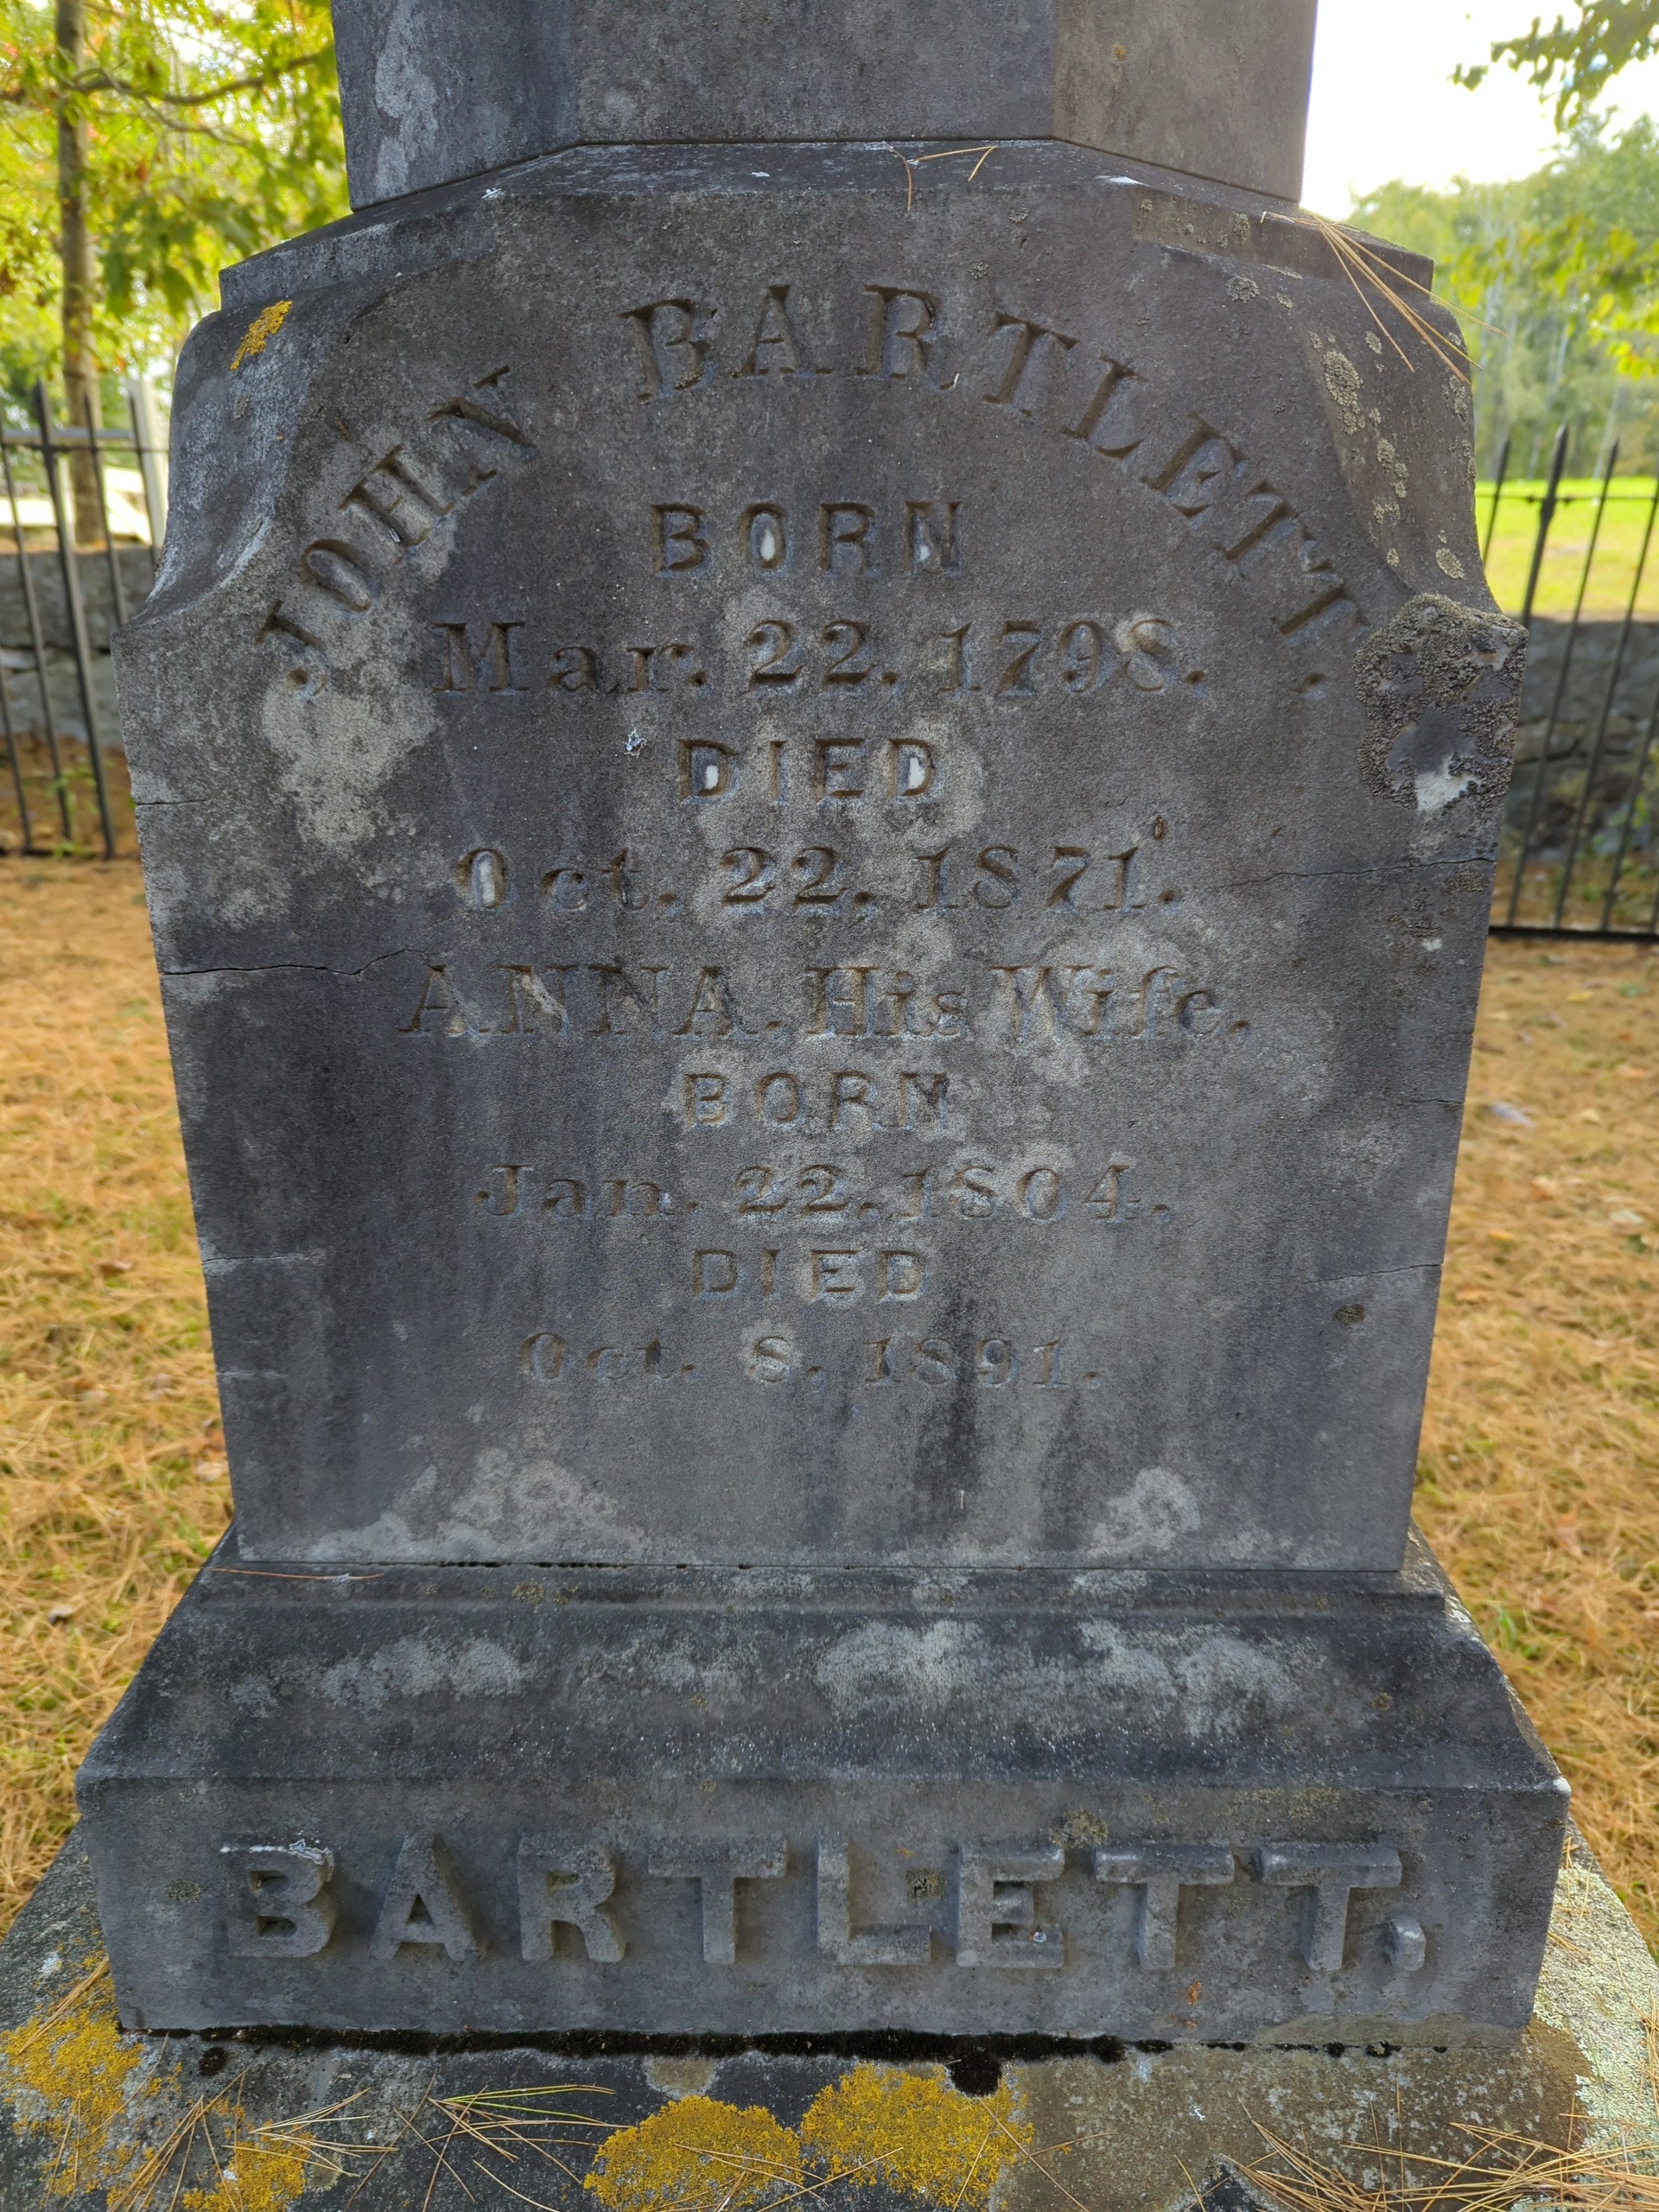 JOHN BARTLETT.
BORN
Mar. 22. 1798.
DIED
Oct. 22. 1871.
ANNA, His Wife.
BORN
Jan. 22. 1804.
DIED
Oct. 8. 1891.
BARTLETT,